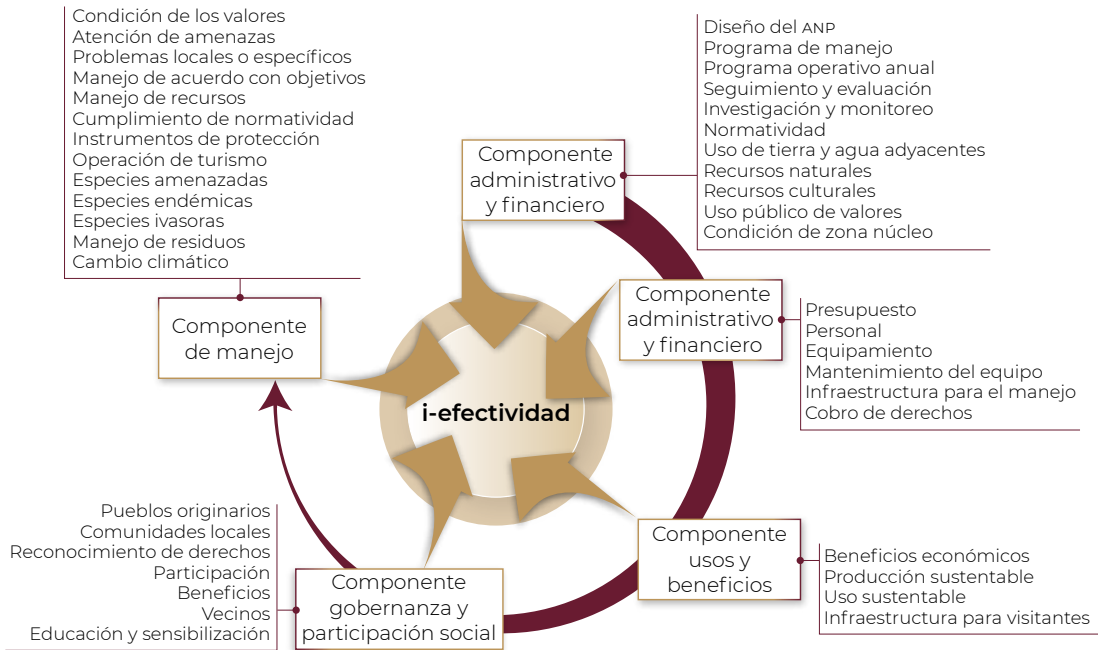 Condición de los valores
Atención de amenazas
Problemas locales o específicos
Manejo de acuerdo con objetivos
Manejo de recursos
Cumplimiento de normatividad
Instrumentos de protección
Operación de turismo
Especies amenazadas
Especies endémicas
Especies ivasoras
Manejo de residuos
Cambio climático
Componente
de manejo
Componente
administrativo
y financiero
Diseño del ANP
Programa de manejo
Programa operativo anual
Seguimiento y evaluación
Investigación y monitoreo
Normatividad
Uso de tierra y agua adyacentes
Recursos naturales
Recursos culturales
Uso público de valores
Condición de zona núcleo
Componente
administrativo
y financiero
Presupuesto
Personal
Equipamiento
Mantenimiento del equipo
Infraestructura para el manejo
Cobro de derechos
i-efectividad
Componente
usos y
beneficios
Beneficios económicos
Producción sustentable
Uso sustentable
Infraestructura para visitantes
Pueblos originarios
Comunidades locales
Reconocimiento de derechos
Participación
Beneficios
Vecinos
Educación y sensibilización
Componente
gobernanza y
participación social